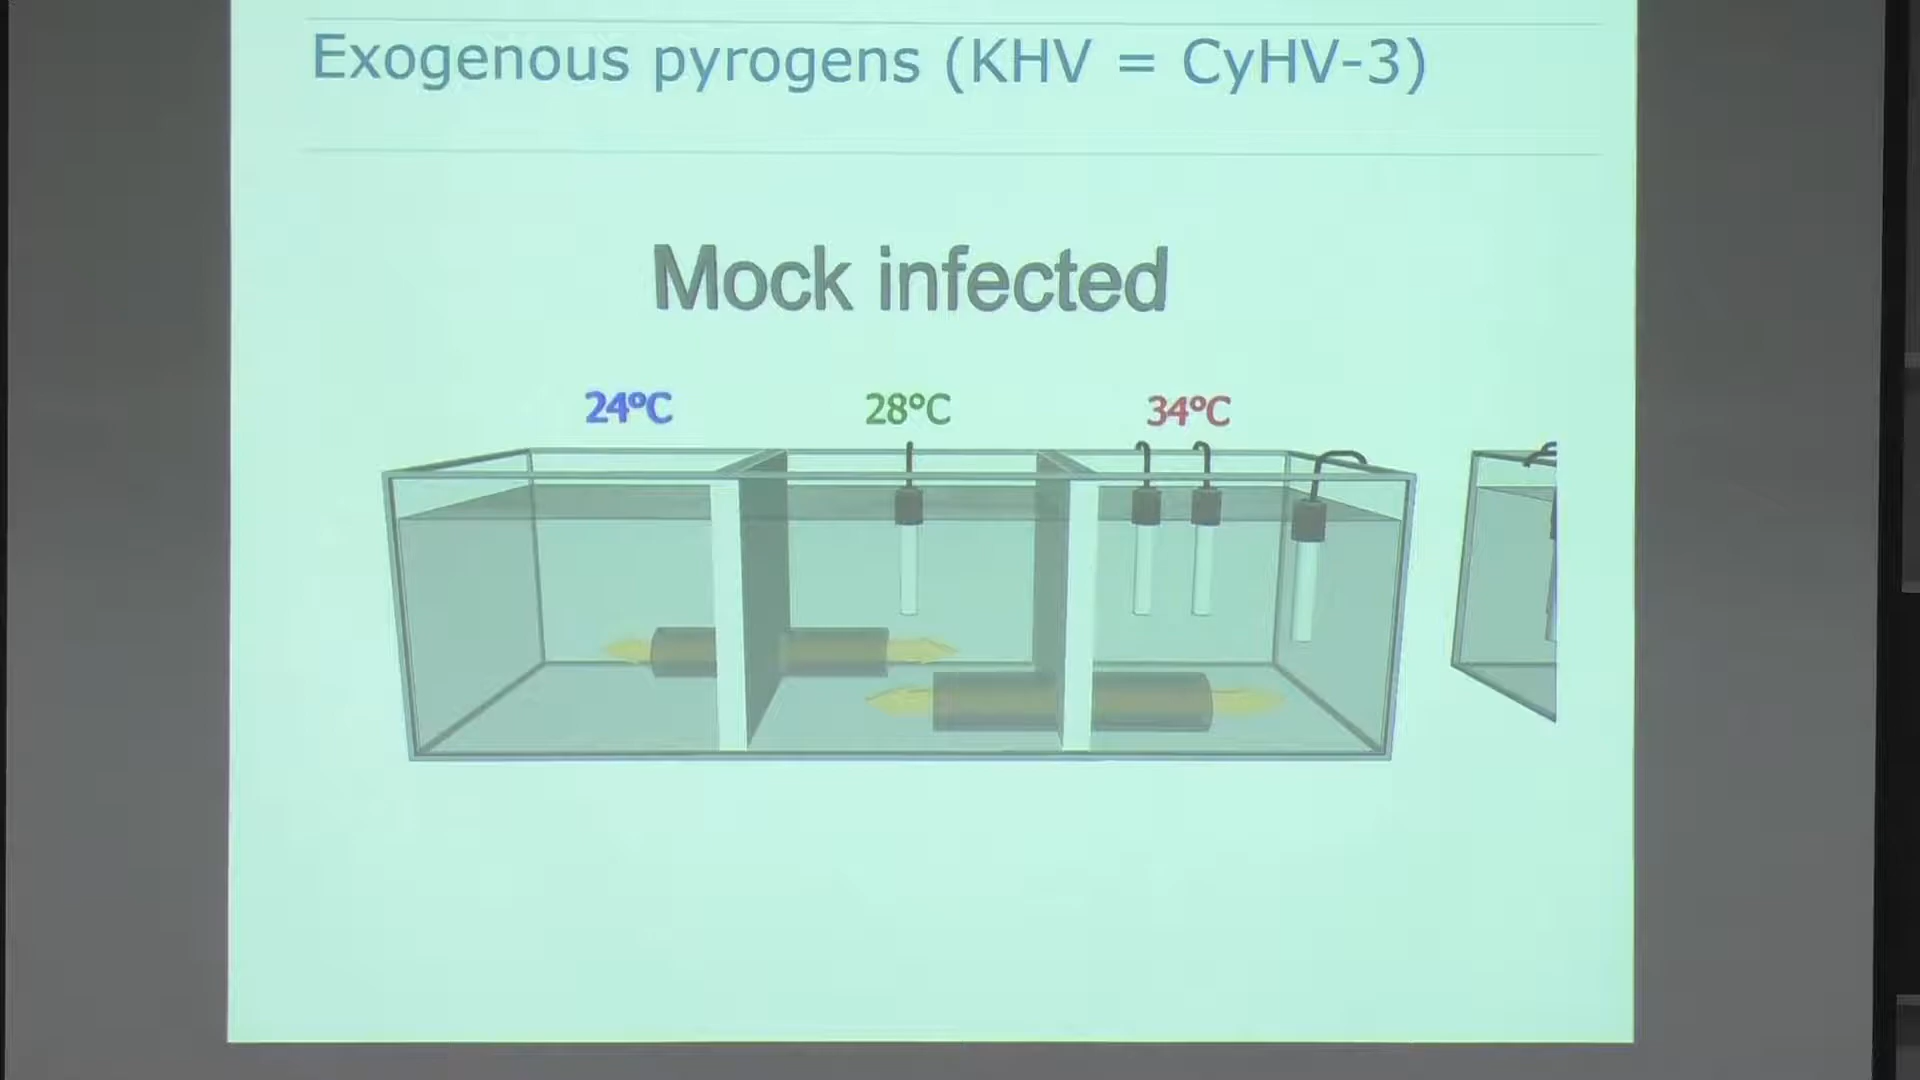 Exogenous pyrogens (KHV = CyHV-3)
Mock infected
24ºC 28ºC 34ºC